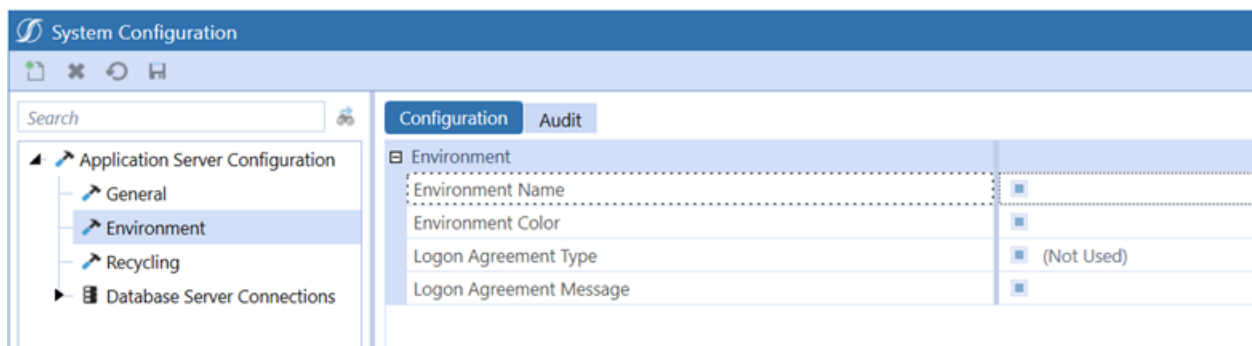 System Configuration
Search
Configuration
Audit
Application Server Configuration
General
Environment
Recycling
Database Server Connections
Environment
Environment Name
Environment Color
Logon Agreement Type
(Not Used)
Logon Agreement Message